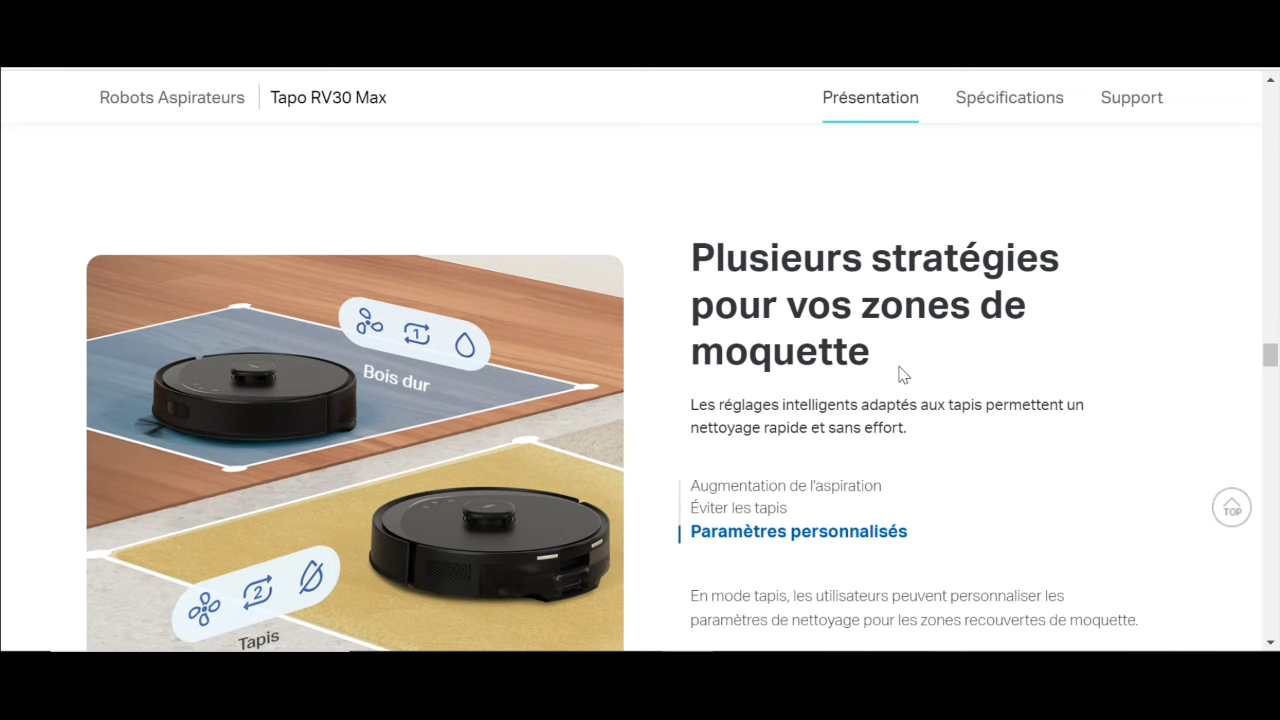 Robots Aspirateurs
Tapo RV30 Max
Présentation
Spécifications
Support
Plusieurs stratégies
pour vos zones de
moquette
Les réglages intelligents adaptés aux tapis permettent un
nettoyage rapide et sans effort.
Augmentation de l'aspiration
Éviter les tapis
Paramètres personnalisés
En mode tapis, les utilisateurs peuvent personnaliser les
paramètres de nettoyage pour les zones recouvertes de moquette.
1
Bois dur
2
Tapis
TOP